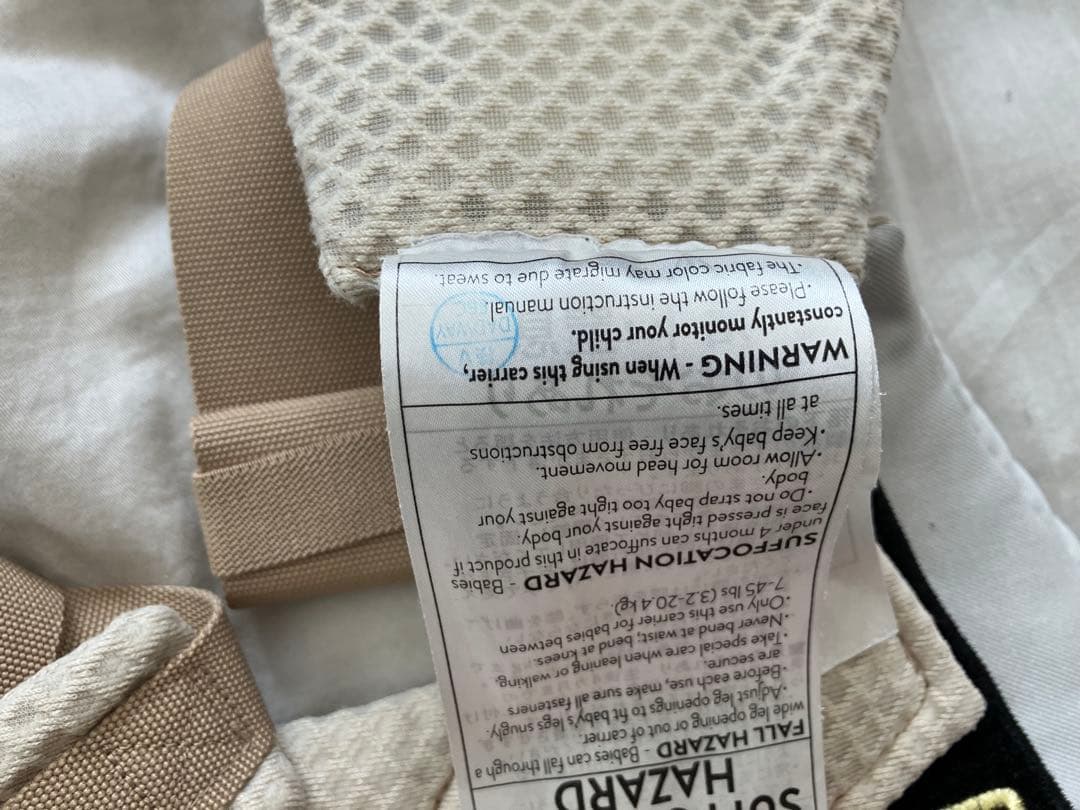 SUFFO
HAZARD
FALL HAZARD - Babies can fall through a
wide leg opening or out of carrier.
·Adjust leg openings to fit baby's legs snugly.
·Before each use, make sure all fasteners
are secure.
·Take special care when leaning or walking.
·Never bend at waist; bend at knees.
·Only use this carrier for babies between
7-45 lbs (3.2-20.4 kg).
SUFFOCATION HAZARD - Babies
under 4 months can suffocate in this product if
face is pressed tight against your body.
·Do not strap baby too tight against your
body.
·Allow room for head movement.
·Keep baby's face free from obstructions
at all times.
WARNING - When using this carrier,
constantly monitor your child.
·Please follow the instruction manual.
·The fabric color may migrate due to sweat.
DADWAY